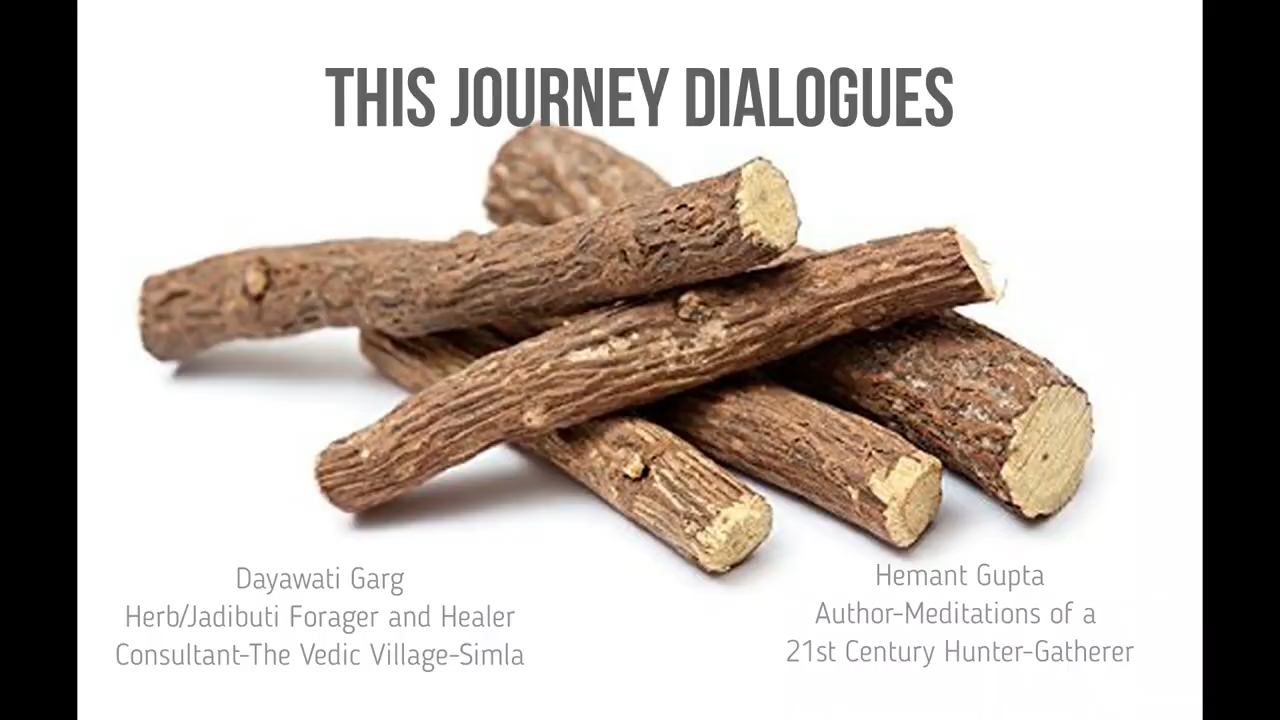 THIS JOURNEY DIALOGUES
Dayawati Garg
Herb/Jadibuti Forager and Healer
Consultant-The Vedic Village-Simla
Hemant Gupta
Author-Meditations of a
21st Century Hunter-Gatherer